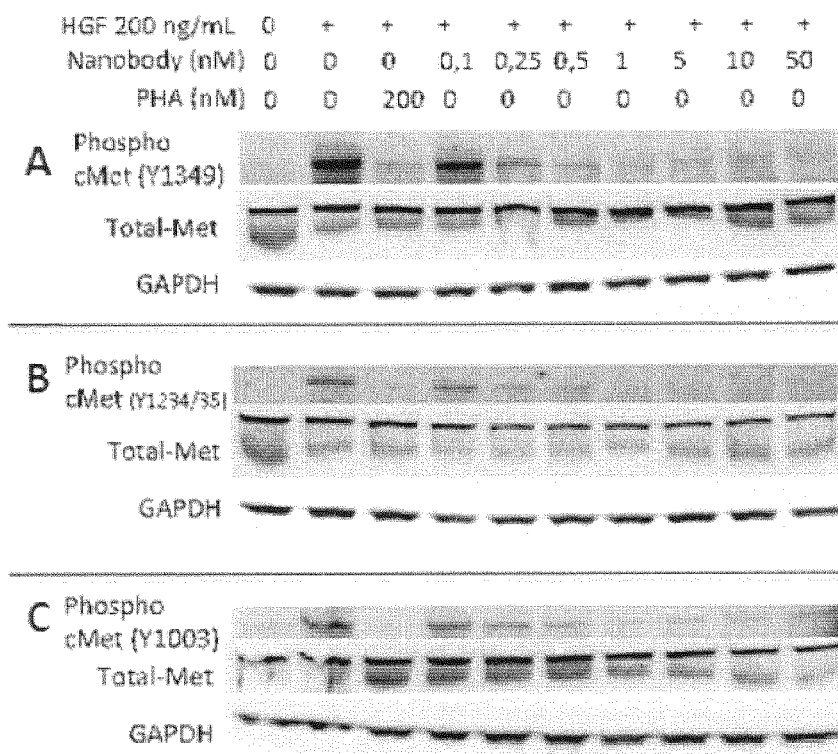 HGF 200 ng/mL 0 + + + + + + + + +
Nanobody (nM) 0 0 0 0,1 0,25 0,5 1 5 10 50
PHA (nM) 0 0 200 0 0 0 0 0 0 0
A Phospho
cMet (Y1349)
Total-Met
GAPDH
B Phospho
cMet (Y1234/35)
Total-Met
GAPDH
C Phospho
cMet (Y1003)
Total-Met
GAPDH